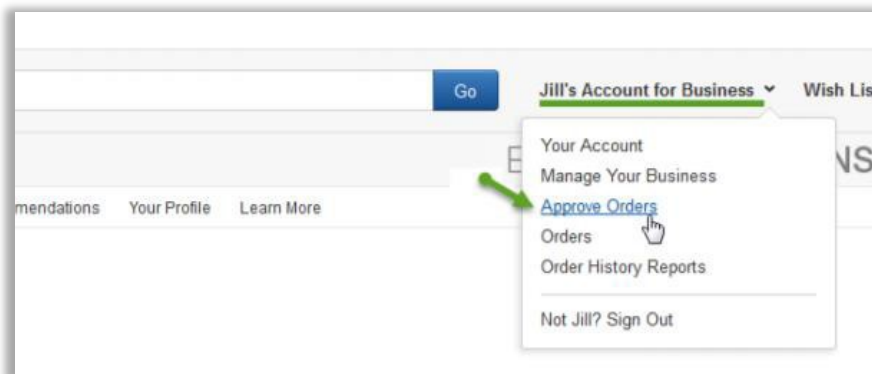 Go
Jill's Account for Business
Wish Lis
Your Account
Manage Your Business
Approve Orders
Orders
Order History Reports
Not Jill? Sign Out
E
NS
mendations
Your Profile
Learn More